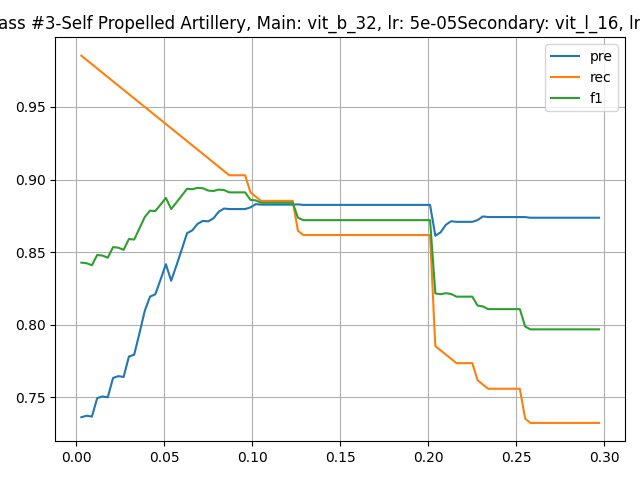 ass #3-Self Propelled Artillery, Main: vit_b_32, lr: 5e-05Secondary: vit_l_16, lr
pre
rec
f1
0.95
0.90
0.85
0.80
0.75
0.00 0.05 0.10 0.15 0.20 0.25 0.30